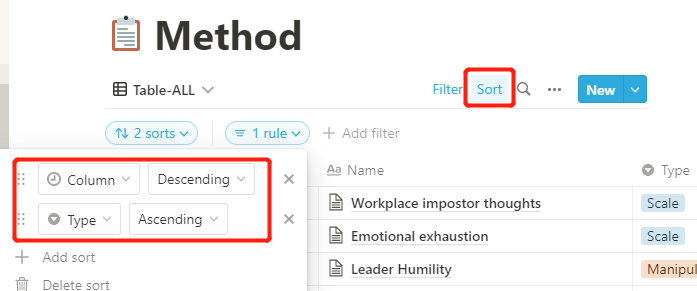 Method
Table-ALL Filter Sort New
2 sorts 1 rule Add filter
Column Descending
Type Ascending
Add sort
Delete sort
Aa Name Type
Workplace impostor thoughts Scale
Emotional exhaustion Scale
Leader Humility Manipul